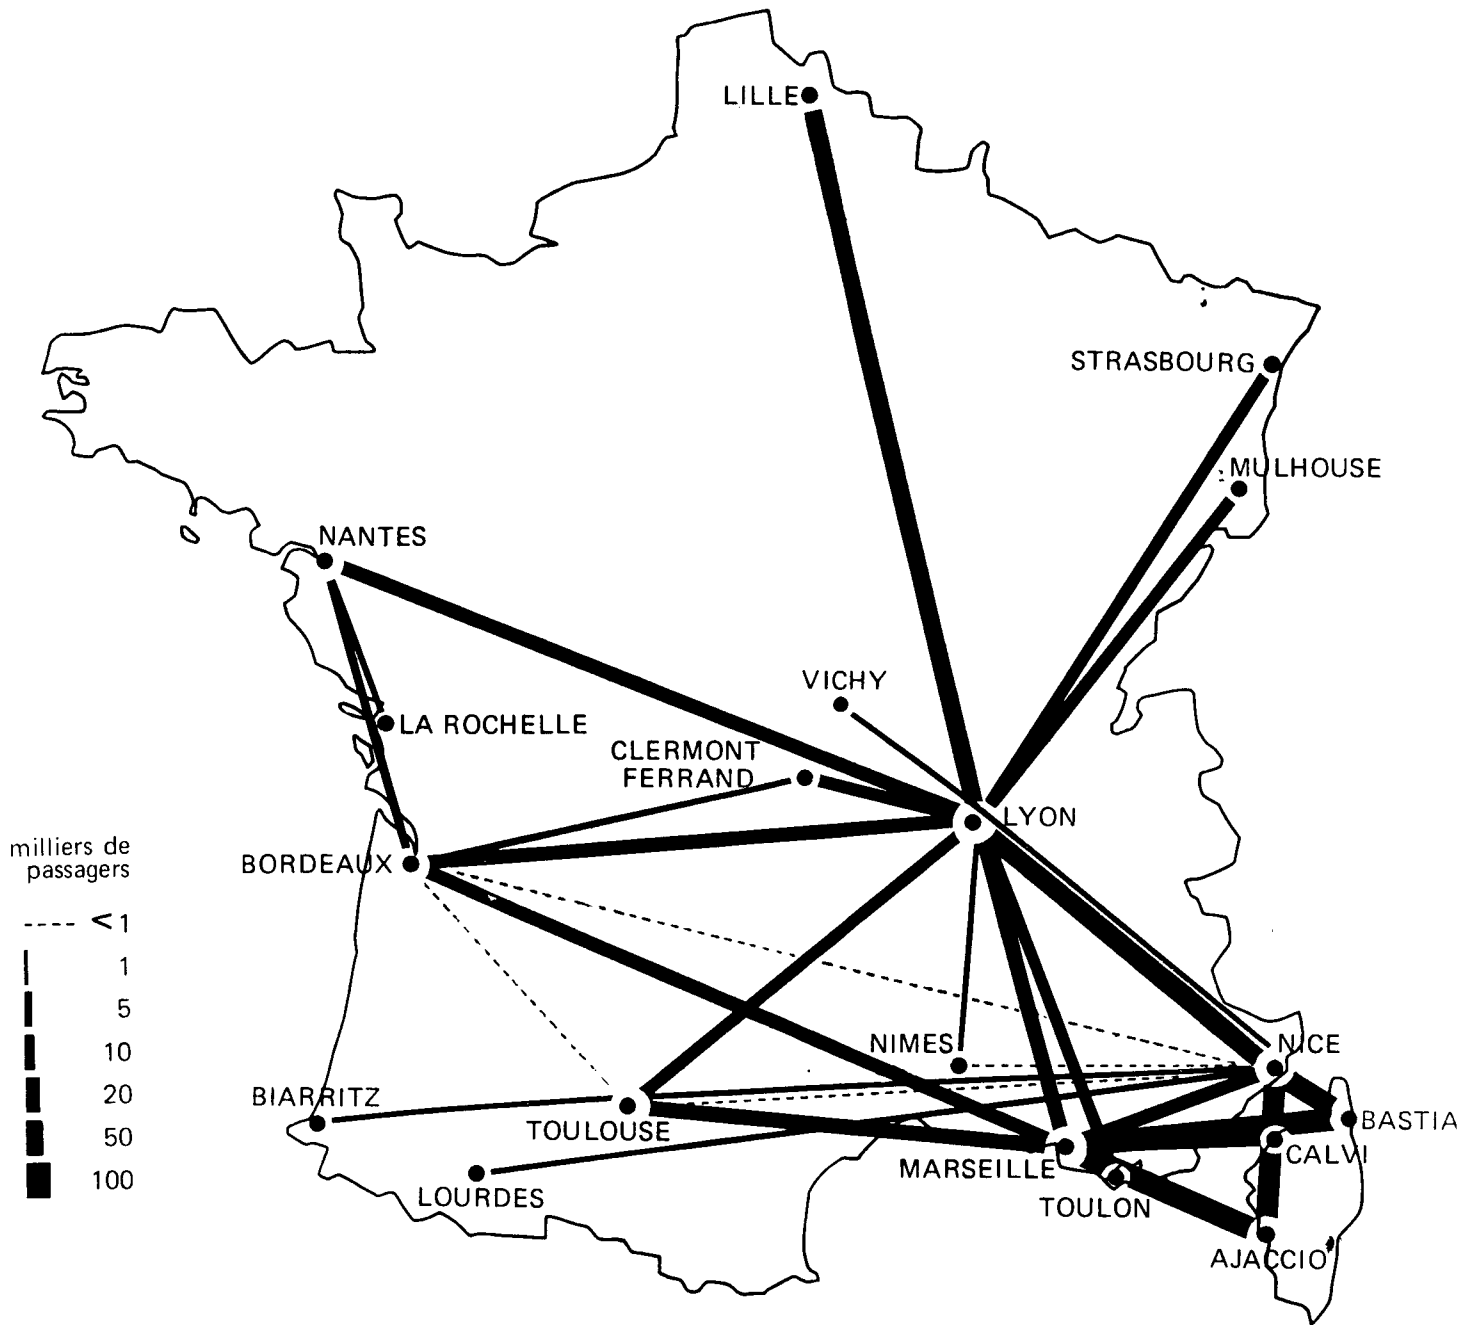 LILLE
STRASBOURG
MULHOUSE
NANTES
VICHY
LA ROCHELLE
CLERMONT
FERRAND
LYON
BORDEAUX
milliers de
passagers
< 1
1
5
10
20
50
100
NIMES
NICE
BIARRITZ
TOULOUSE
BASTIA
MARSEILLE
CALVI
LOURDES
TOULON
AJACCIO